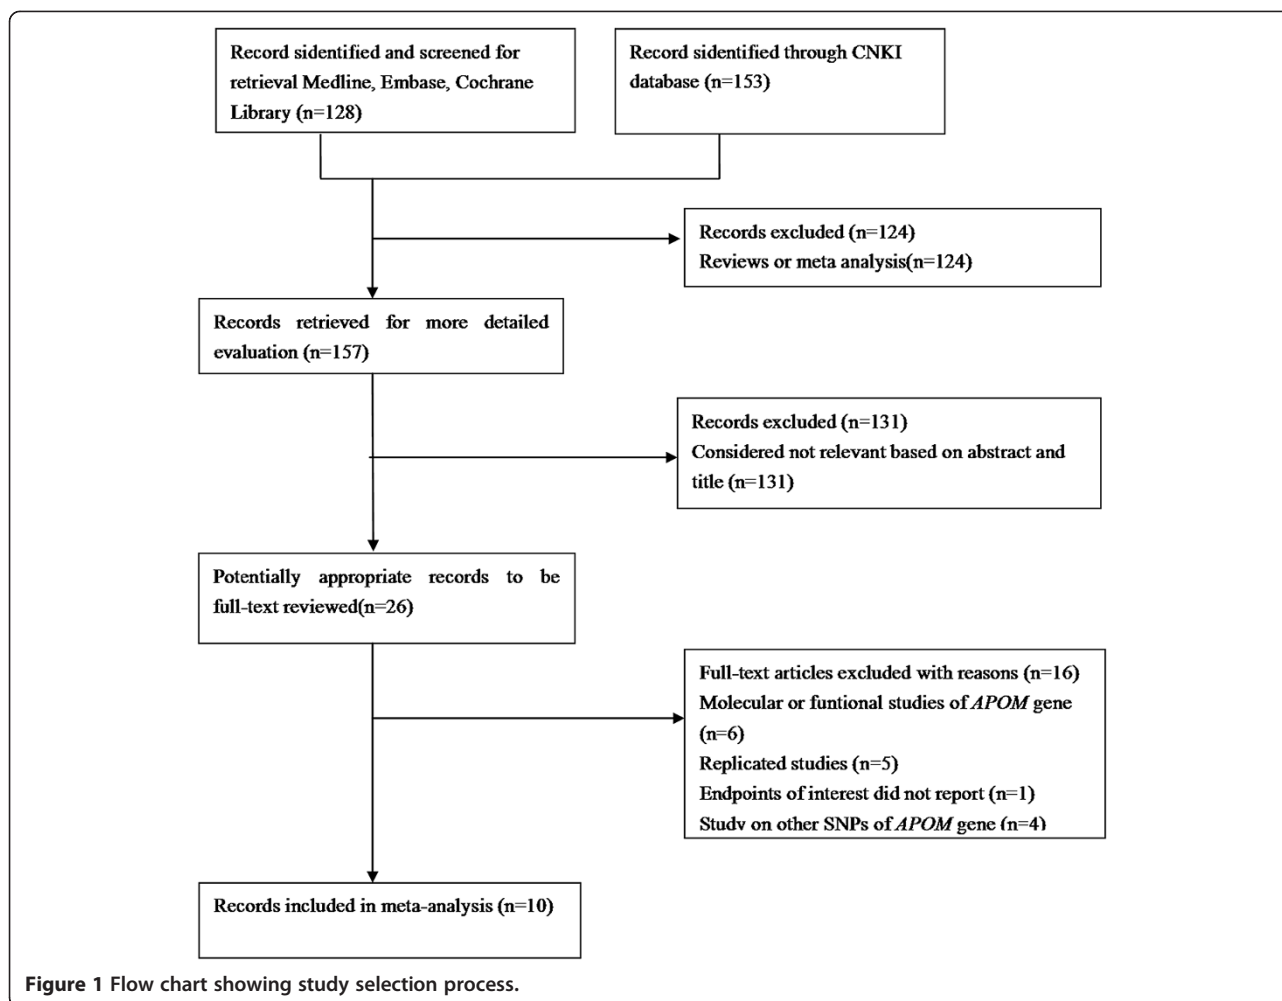 Record sidentified and screened for
retrieval Medline, Embase, Cochrane
Library (n=128)
Record sidentified through CNKI
database (n=153)
Records excluded (n=124)
Reviews or meta analysis(n=124)
Records retrieved for more detailed
evaluation (n=157)
Records excluded (n=131)
Considered not relevant based on abstract and
title (n=131)
Potentially appropriate records to be
full-text reviewed(n=26)
Full-text articles excluded with reasons (n=16)
Molecular or funtional studies of APOM gene
(n=6)
Replicated studies (n=5)
Endpoints of interest did not report (n=1)
Study on other SNPs of APOM gene (n=4)
Records included in meta-analysis (n=10)
Figure 1 Flow chart showing study selection process.